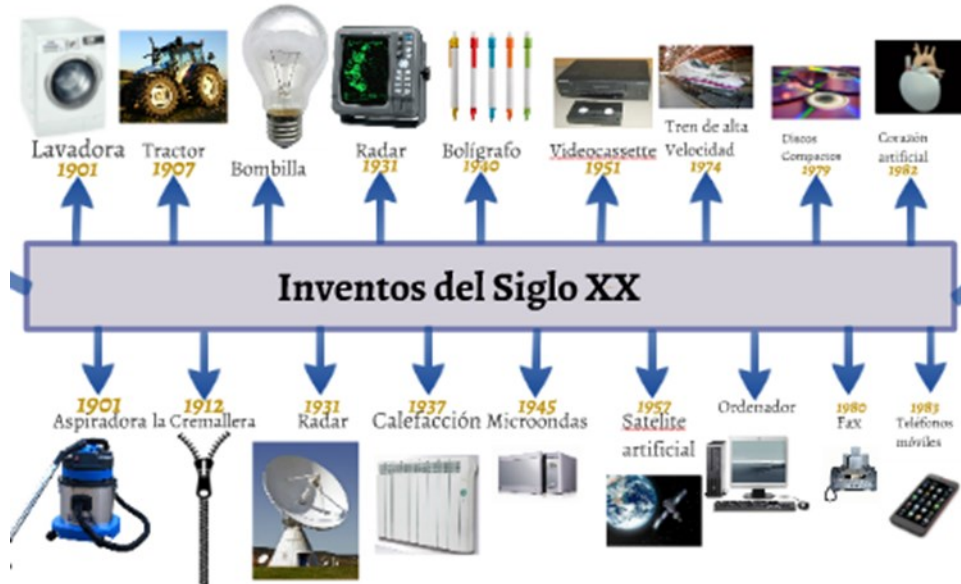 Lavadora
1901
Tractor
1907
Bombilla
Radar
1931
Bolígrafo
1940
Videocassette
1951
Tren de alta
Velocidad
1974
Discos
Compactos
1979
Corazón
artificial
1982
Inventos del Siglo XX
1901
Aspiradora
1912
la Cremallera
1931
Radar
1937
Calefacción
1945
Microondas
1957
Satelite
artificial
Ordenador
1980
Fax
1983
Teléfonos
móviles